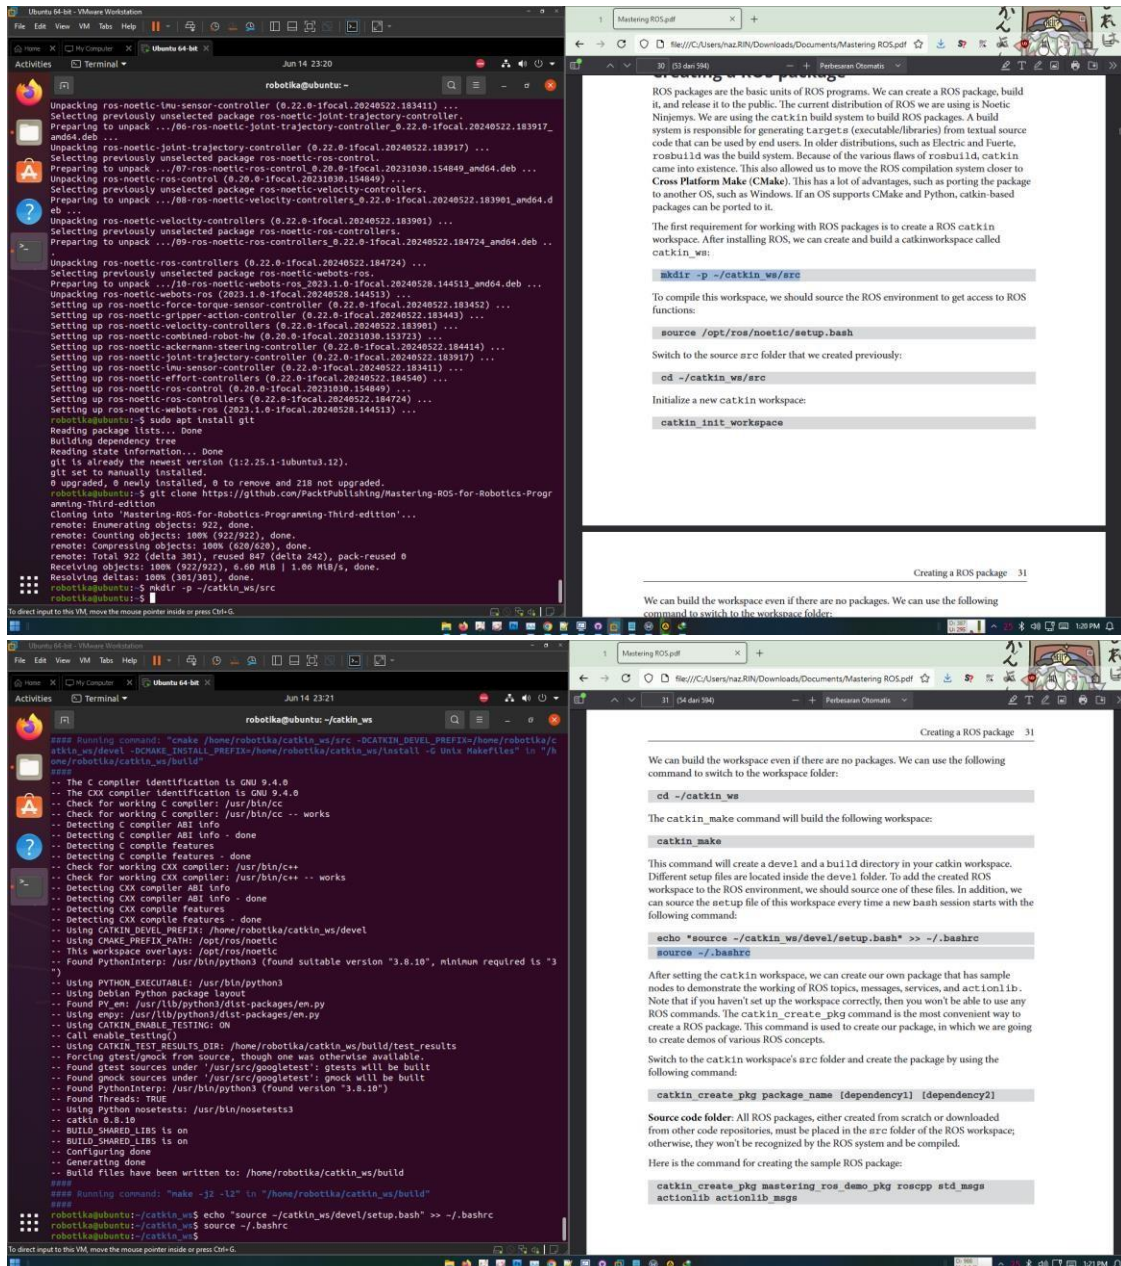 Ubuntu 64-bit - VMware Workstation
File Edit View VM Tabs Help
Home My Computer Ubuntu 64-bit
Activities Terminal Jun 14 23:20
robotika@ubuntu: ~
Unpacking ros-noetic-imu-sensor-controller (0.22.0-1focal.20240522.183411) ...
Selecting previously unselected package ros-noetic-joint-trajectory-controller.
Preparing to unpack .../06-ros-noetic-joint-trajectory-controller_0.22.0-1focal.20240522.183917_
amd64.deb ...
Unpacking ros-noetic-joint-trajectory-controller (0.22.0-1focal.20240522.183917) ...
Selecting previously unselected package ros-noetic-ros-control.
Preparing to unpack .../07-ros-noetic-ros-control_0.20.0-1focal.20231030.154849_amd64.deb ...
Unpacking ros-noetic-ros-control (0.20.0-1focal.20231030.154849) ...
Selecting previously unselected package ros-noetic-velocity-controllers.
Preparing to unpack .../08-ros-noetic-velocity-controllers_0.22.0-1focal.20240522.183901_amd64.d
eb ...
Unpacking ros-noetic-velocity-controllers (0.22.0-1focal.20240522.183901) ...
Selecting previously unselected package ros-noetic-ros-controllers.
Preparing to unpack .../09-ros-noetic-ros-controllers_0.22.0-1focal.20240522.184724_amd64.deb ..
.
Unpacking ros-noetic-ros-controllers (0.22.0-1focal.20240522.184724) ...
Selecting previously unselected package ros-noetic-webots-ros.
Preparing to unpack .../10-ros-noetic-webots-ros_2023.1.0-1focal.20240528.144513_amd64.deb ...
Unpacking ros-noetic-webots-ros (2023.1.0-1focal.20240528.144513) ...
Setting up ros-noetic-force-torque-sensor-controller (0.22.0-1focal.20240522.183452) ...
Setting up ros-noetic-gripper-action-controller (0.22.0-1focal.20240522.183443) ...
Setting up ros-noetic-velocity-controllers (0.22.0-1focal.20240522.183901) ...
Setting up ros-noetic-combined-robot-hw (0.20.0-1focal.20231030.153723) ...
Setting up ros-noetic-ackermann-steering-controller (0.22.0-1focal.20240522.184414) ...
Setting up ros-noetic-joint-trajectory-controller (0.22.0-1focal.20240522.183917) ...
Setting up ros-noetic-imu-sensor-controller (0.22.0-1focal.20240522.183411) ...
Setting up ros-noetic-effort-controllers (0.22.0-1focal.20240522.184540) ...
Setting up ros-noetic-ros-control (0.20.0-1focal.20231030.154849) ...
Setting up ros-noetic-ros-controllers (0.22.0-1focal.20240522.184724) ...
Setting up ros-noetic-webots-ros (2023.1.0-1focal.20240528.144513) ...
robotika@ubuntu:~$ sudo apt install git
Reading package lists... Done
Building dependency tree
Reading state information... Done
git is already the newest version (1:2.25.1-1ubuntu3.12).
git set to manually installed.
0 upgraded, 0 newly installed, 0 to remove and 218 not upgraded.
robotika@ubuntu:~$ git clone https://github.com/PacktPublishing/Mastering-ROS-for-Robotics-Progr
amming-Third-edition
Cloning into 'Mastering-ROS-for-Robotics-Programming-Third-edition'...
remote: Enumerating objects: 922, done.
remote: Counting objects: 100% (922/922), done.
remote: Compressing objects: 100% (620/620), done.
remote: Total 922 (delta 301), reused 847 (delta 242), pack-reused 0
Receiving objects: 100% (922/922), 6.60 MiB | 1.06 MiB/s, done.
Resolving deltas: 100% (301/301), done.
robotika@ubuntu:~$ mkdir -p ~/catkin_ws/src
robotika@ubuntu:~$
To direct input to this VM, move the mouse pointer inside or press Ctrl+G.
1 Mastering ROS.pdf
file:///C:/Users/naz.RIN/Downloads/Documents/Mastering ROS.pdf
30 (53 dari 594) Perbesaran Otomatis
Creating a ROS package
ROS packages are the basic units of ROS programs. We can create a ROS package, build
it, and release it to the public. The current distribution of ROS we are using is Noetic
Ninjemys. We are using the catkin build system to build ROS packages. A build
system is responsible for generating targets (executable/libraries) from textual source
code that can be used by end users. In older distributions, such as Electric and Fuerte,
rosbuild was the build system. Because of the various flaws of rosbuild, catkin
came into existence. This also allowed us to move the ROS compilation system closer to
Cross Platform Make (CMake). This has a lot of advantages, such as porting the package
to another OS, such as Windows. If an OS supports CMake and Python, catkin-based
packages can be ported to it.
The first requirement for working with ROS packages is to create a ROS catkin
workspace. After installing ROS, we can create and build a catkinworkspace called
catkin_ws:
mkdir -p ~/catkin_ws/src
To compile this workspace, we should source the ROS environment to get access to ROS
functions:
source /opt/ros/noetic/setup.bash
Switch to the source src folder that we created previously:
cd ~/catkin_ws/src
Initialize a new catkin workspace:
catkin_init_workspace
Creating a ROS package 31
We can build the workspace even if there are no packages. We can use the following
command to switch to the workspace folder:
1:20 PM
Ubuntu 64-bit - VMware Workstation
File Edit View VM Tabs Help
Home My Computer Ubuntu 64-bit
Activities Terminal Jun 14 23:21
robotika@ubuntu: ~/catkin_ws
#### Running command: "cmake /home/robotika/catkin_ws/src -DCATKIN_DEVEL_PREFIX=/home/robotika/c
atkin_ws/devel -DCMAKE_INSTALL_PREFIX=/home/robotika/catkin_ws/install -G Unix Makefiles" in "/h
ome/robotika/catkin_ws/build"
####
-- The C compiler identification is GNU 9.4.0
-- The CXX compiler identification is GNU 9.4.0
-- Check for working C compiler: /usr/bin/cc
-- Check for working C compiler: /usr/bin/cc -- works
-- Detecting C compiler ABI info
-- Detecting C compiler ABI info - done
-- Detecting C compile features
-- Detecting C compile features - done
-- Check for working CXX compiler: /usr/bin/c++
-- Check for working CXX compiler: /usr/bin/c++ -- works
-- Detecting CXX compiler ABI info
-- Detecting CXX compiler ABI info - done
-- Detecting CXX compile features
-- Detecting CXX compile features - done
-- Using CATKIN_DEVEL_PREFIX: /home/robotika/catkin_ws/devel
-- Using CMAKE_PREFIX_PATH: /opt/ros/noetic
-- This workspace overlays: /opt/ros/noetic
-- Found PythonInterp: /usr/bin/python3 (found suitable version "3.8.10", minimum required is "3
")
-- Using PYTHON_EXECUTABLE: /usr/bin/python3
-- Using Debian Python package layout
-- Found PY_em: /usr/lib/python3/dist-packages/em.py
-- Using empy: /usr/lib/python3/dist-packages/em.py
-- Using CATKIN_ENABLE_TESTING: ON
-- Call enable_testing()
-- Using CATKIN_TEST_RESULTS_DIR: /home/robotika/catkin_ws/build/test_results
-- Forcing gtest/gmock from source, though one was otherwise available.
-- Found gtest sources under '/usr/src/googletest': gtests will be built
-- Found gmock sources under '/usr/src/googletest': gmock will be built
-- Found PythonInterp: /usr/bin/python3 (found version "3.8.10")
-- Found Threads: TRUE
-- Using Python nosetests: /usr/bin/nosetests3
-- catkin 0.8.10
-- BUILD_SHARED_LIBS is on
-- BUILD_SHARED_LIBS is on
-- Configuring done
-- Generating done
-- Build files have been written to: /home/robotika/catkin_ws/build
####
#### Running command: "make -j2 -l2" in "/home/robotika/catkin_ws/build"
####
robotika@ubuntu:~/catkin_ws$ echo "source ~/catkin_ws/devel/setup.bash" >> ~/.bashrc
robotika@ubuntu:~/catkin_ws$ source ~/.bashrc
robotika@ubuntu:~/catkin_ws$
To direct input to this VM, move the mouse pointer inside or press Ctrl+G.
1 Mastering ROS.pdf
file:///C:/Users/naz.RIN/Downloads/Documents/Mastering ROS.pdf
31 (54 dari 594) Perbesaran Otomatis
Creating a ROS package 31
We can build the workspace even if there are no packages. We can use the following
command to switch to the workspace folder:
cd ~/catkin_ws
The catkin_make command will build the following workspace:
catkin_make
This command will create a devel and a build directory in your catkin workspace.
Different setup files are located inside the devel folder. To add the created ROS
workspace to the ROS environment, we should source one of these files. In addition, we
can source the setup file of this workspace every time a new bash session starts with the
following command:
echo "source ~/catkin_ws/devel/setup.bash" >> ~/.bashrc
source ~/.bashrc
After setting the catkin workspace, we can create our own package that has sample
nodes to demonstrate the working of ROS topics, messages, services, and actionlib.
Note that if you haven't set up the workspace correctly, then you won't be able to use any
ROS commands. The catkin_create_pkg command is the most convenient way to
create a ROS package. This command is used to create our package, in which we are going
to create demos of various ROS concepts.
Switch to the catkin workspace's src folder and create the package by using the
following command:
catkin_create_pkg package_name [dependency1] [dependency2]
Source code folder: All ROS packages, either created from scratch or downloaded
from other code repositories, must be placed in the src folder of the ROS workspace;
otherwise, they won't be recognized by the ROS system and be compiled.
Here is the command for creating the sample ROS package:
catkin_create_pkg mastering_ros_demo_pkg roscpp std_msgs
actionlib actionlib_msgs
1:21 PM